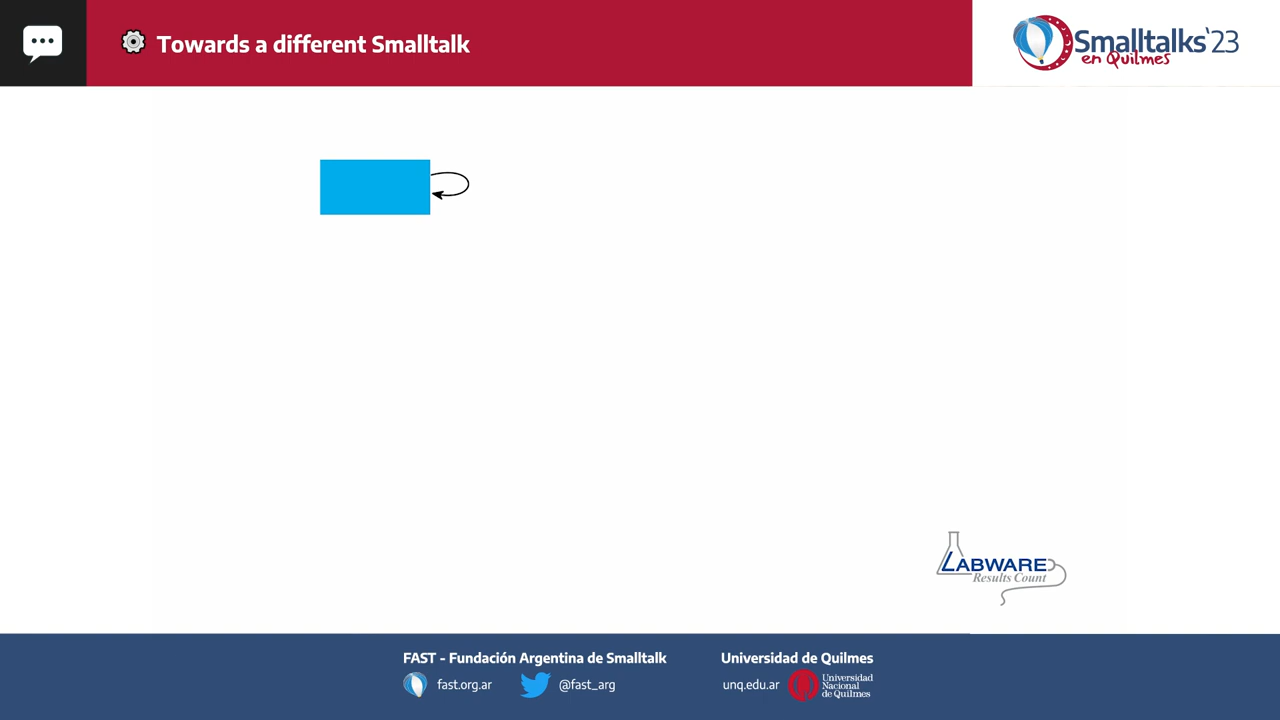 Towards a different Smalltalk
Smalltalks'23
en Quilmes
LABWARE
Results Count
FAST - Fundación Argentina de Smalltalk
fast.org.ar
@fast_arg
Universidad de Quilmes
unq.edu.ar
Universidad
Nacional
de Quilmes